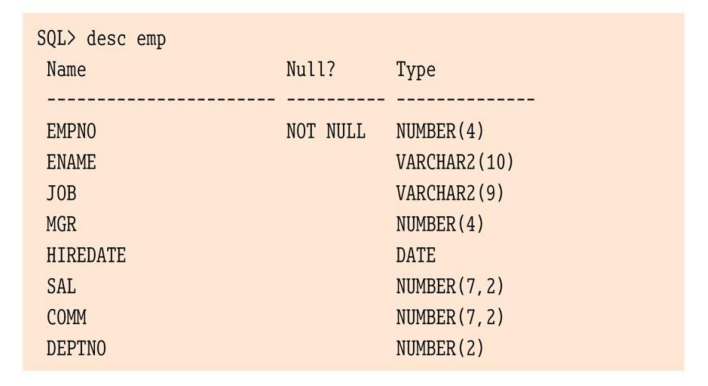 SQL> desc emp
Name Null? Type
----------------------- ---------- --------------
EMPNO NOT NULL NUMBER(4)
ENAME VARCHAR2(10)
JOB VARCHAR2(9)
MGR NUMBER(4)
HIREDATE DATE
SAL NUMBER(7,2)
COMM NUMBER(7,2)
DEPTNO NUMBER(2)